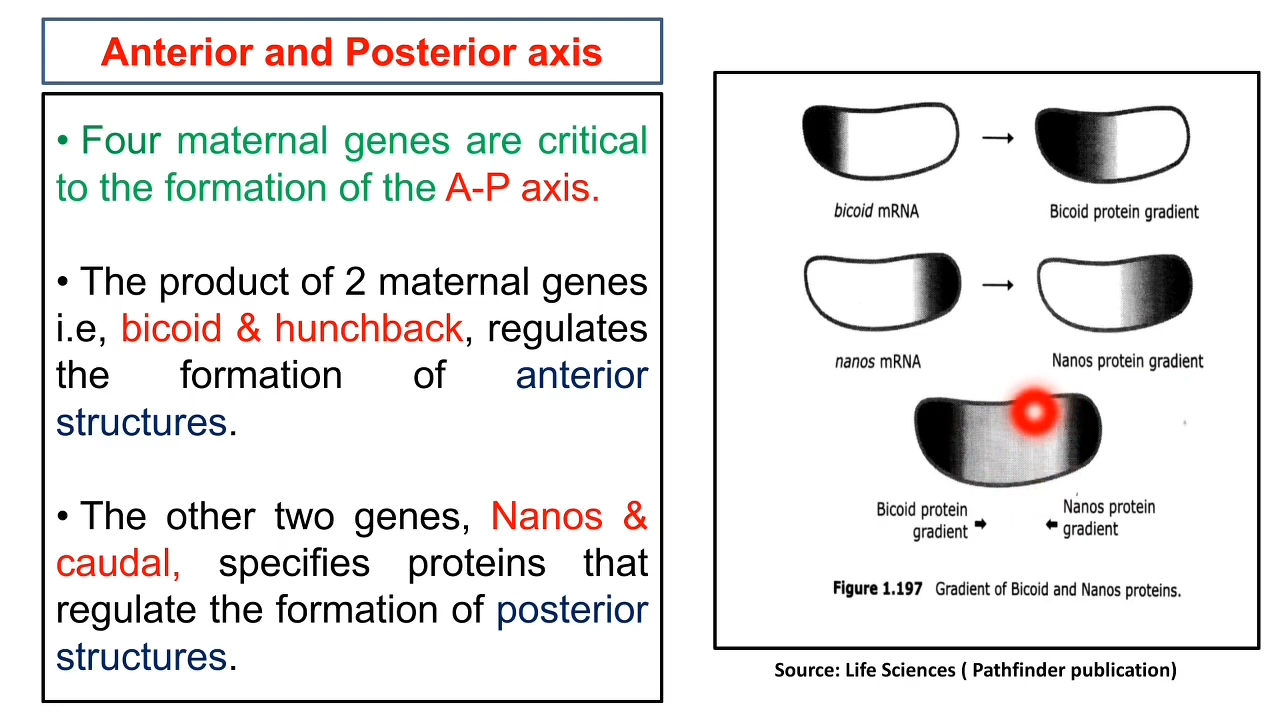 Anterior and Posterior axis
• Four maternal genes are critical
to the formation of the A-P axis.
• The product of 2 maternal genes
i.e, bicoid & hunchback, regulates
the formation of anterior
structures.
• The other two genes, Nanos &
caudal, specifies proteins that
regulate the formation of posterior
structures.
bicoid mRNA
Bicoid protein gradient
nanos mRNA
Nanos protein gradient
Bicoid protein
gradient
Nanos protein
gradient
Figure 1.197 Gradient of Bicoid and Nanos proteins.
Source: Life Sciences ( Pathfinder publication)